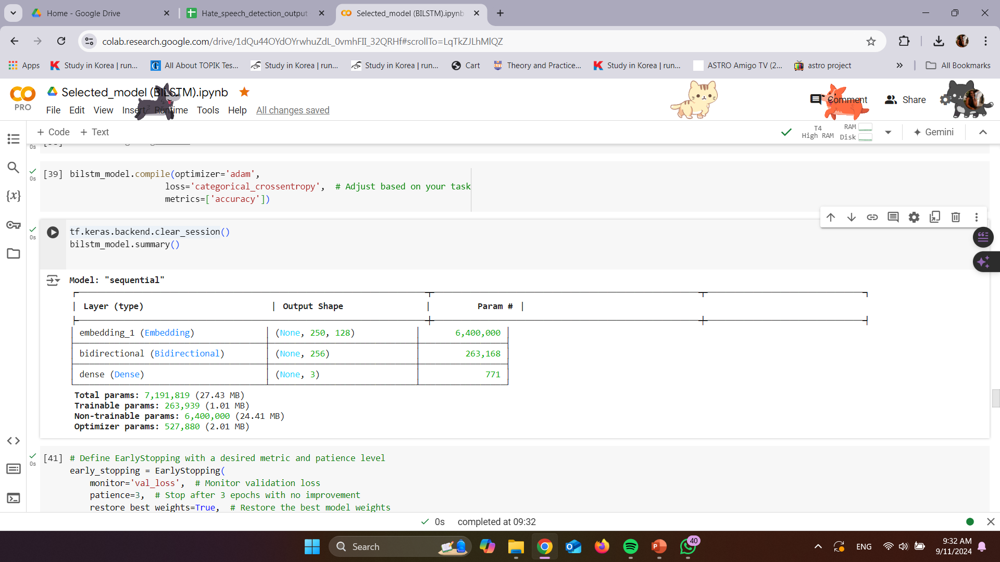 Home - Google Drive
Hate_speech_detection_output
Selected_model (BILSTM).ipynb
colab.research.google.com/drive/1dQu44OYdOYrwhuZdL_0vmhFII_32QRHf#scrollTo=LqTkZJLhMlQZ
Apps
Study in Korea | run...
All About TOPIK Tes...
Study in Korea | run...
Study in Korea | run...
Cart
Theory and Practice...
Study in Korea | run...
ASTRO Amigo TV (2...
astro project
All Bookmarks
PRO
Selected_model (BILSTM).ipynb
File Edit View Insert Runtime Tools Help All changes saved
Comment
Share
+ Code + Text
T4
High RAM
RAM
Disk
Gemini
0s
[39] bilstm_model.compile(optimizer='adam',
0s
loss='categorical_crossentropy',  # Adjust based on your task
metrics=['accuracy'])
tf.keras.backend.clear_session()
0s
bilstm_model.summary()
Model: "sequential"
Layer (type) Output Shape Param #
embedding_1 (Embedding) (None, 250, 128) 6,400,000
bidirectional (Bidirectional) (None, 256) 263,168
dense (Dense) (None, 3) 771
Total params: 7,191,819 (27.43 MB)
Trainable params: 263,939 (1.01 MB)
Non-trainable params: 6,400,000 (24.41 MB)
Optimizer params: 527,880 (2.01 MB)
[41] # Define EarlyStopping with a desired metric and patience level
0s
early_stopping = EarlyStopping(
monitor='val_loss',  # Monitor validation loss
patience=3,  # Stop after 3 epochs with no improvement
restore_best_weights=True,  # Restore the best model weights
0s completed at 09:32
Search
40
ENG
9:32 AM
9/11/2024